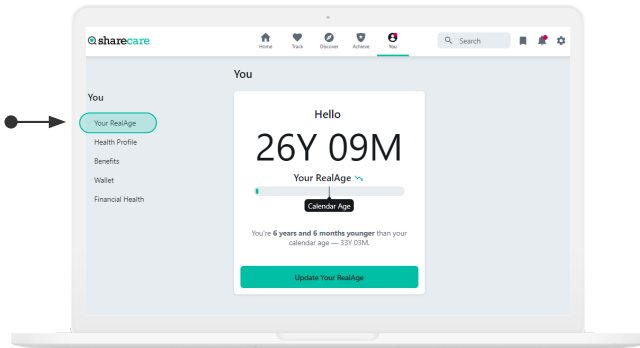 sharecare
Home Track Discover Achieve You
Search
You
You
Your RealAge
Health Profile
Benefits
Wallet
Financial Health
Hello
26Y 09M
Your RealAge
Calendar Age
You're 6 years and 6 months younger than your
calendar age — 33Y 03M.
Update Your RealAge